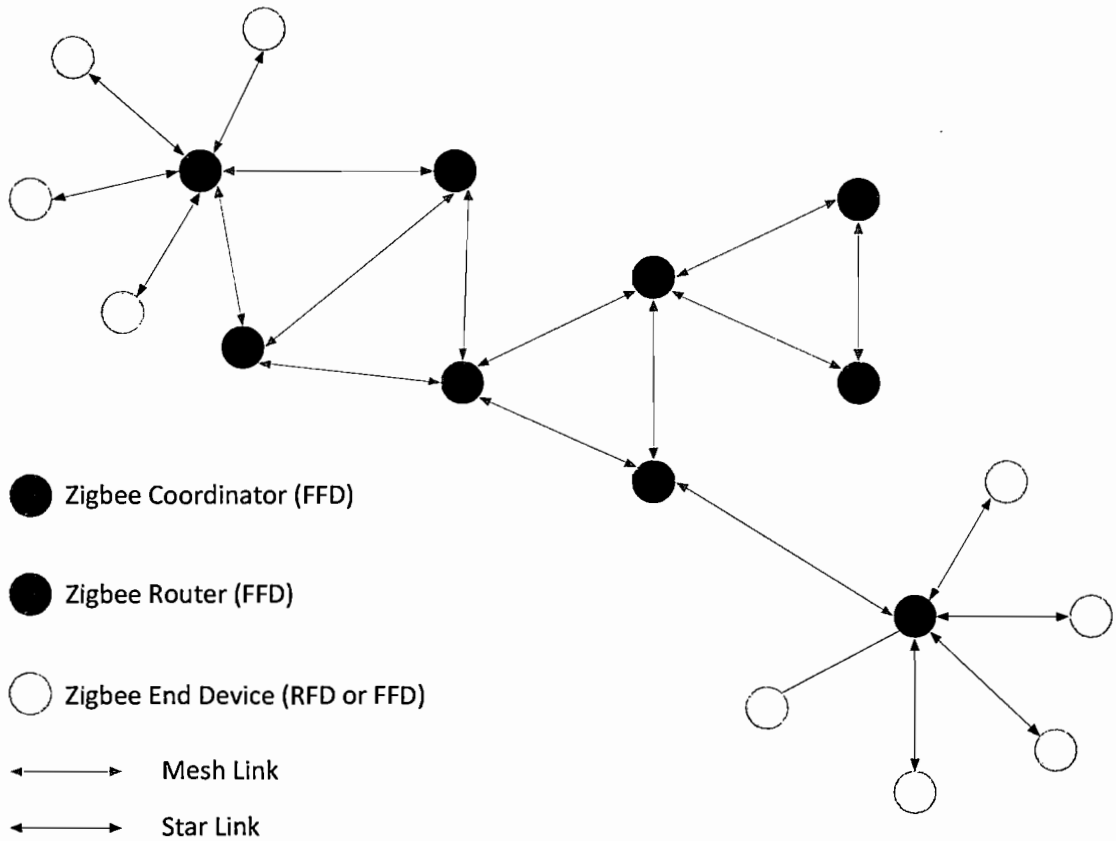 Zigbee Coordinator (FFD)
Zigbee Router (FFD)
Zigbee End Device (RFD or FFD)
Mesh Link
Star Link